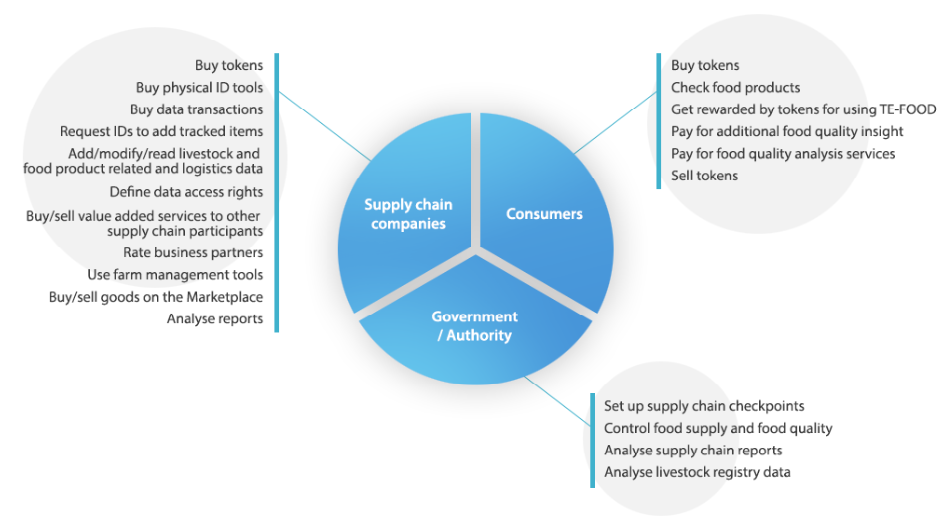 Buy tokens
Buy physical ID tools
Buy data transactions
Request IDs to add tracked items
Add/modify/read livestock and
food product related and logistics data
Define data access rights
Buy/sell value added services to other
supply chain participants
Rate business partners
Use farm management tools
Buy/sell goods on the Marketplace
Analyse reports
Supply chain
companies
Consumers
Government
/ Authority
Buy tokens
Check food products
Get rewarded by tokens for using TE-FOOD
Pay for additional food quality insight
Pay for food quality analysis services
Sell tokens
Set up supply chain checkpoints
Control food supply and food quality
Analyse supply chain reports
Analyse livestock registry data